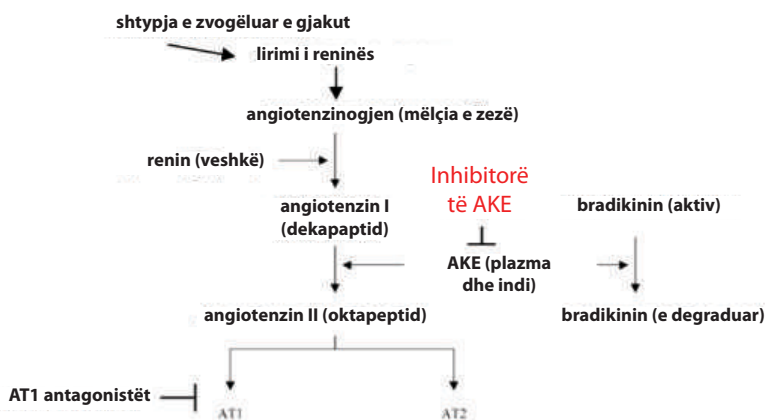 shtypja e zvogëluar e gjakut
lirimi i reninës
angiotenzinogjen (mëlçia e zezë)
renin (veshkë)
Inhibitorë
të AKE
angiotenzin I
(dekapaptid)
bradikinin (aktiv)
AKE (plazma
dhe indi)
angiotenzin II (oktapeptid)
bradikinin (e degraduar)
AT1 antagonistët
AT1
AT2